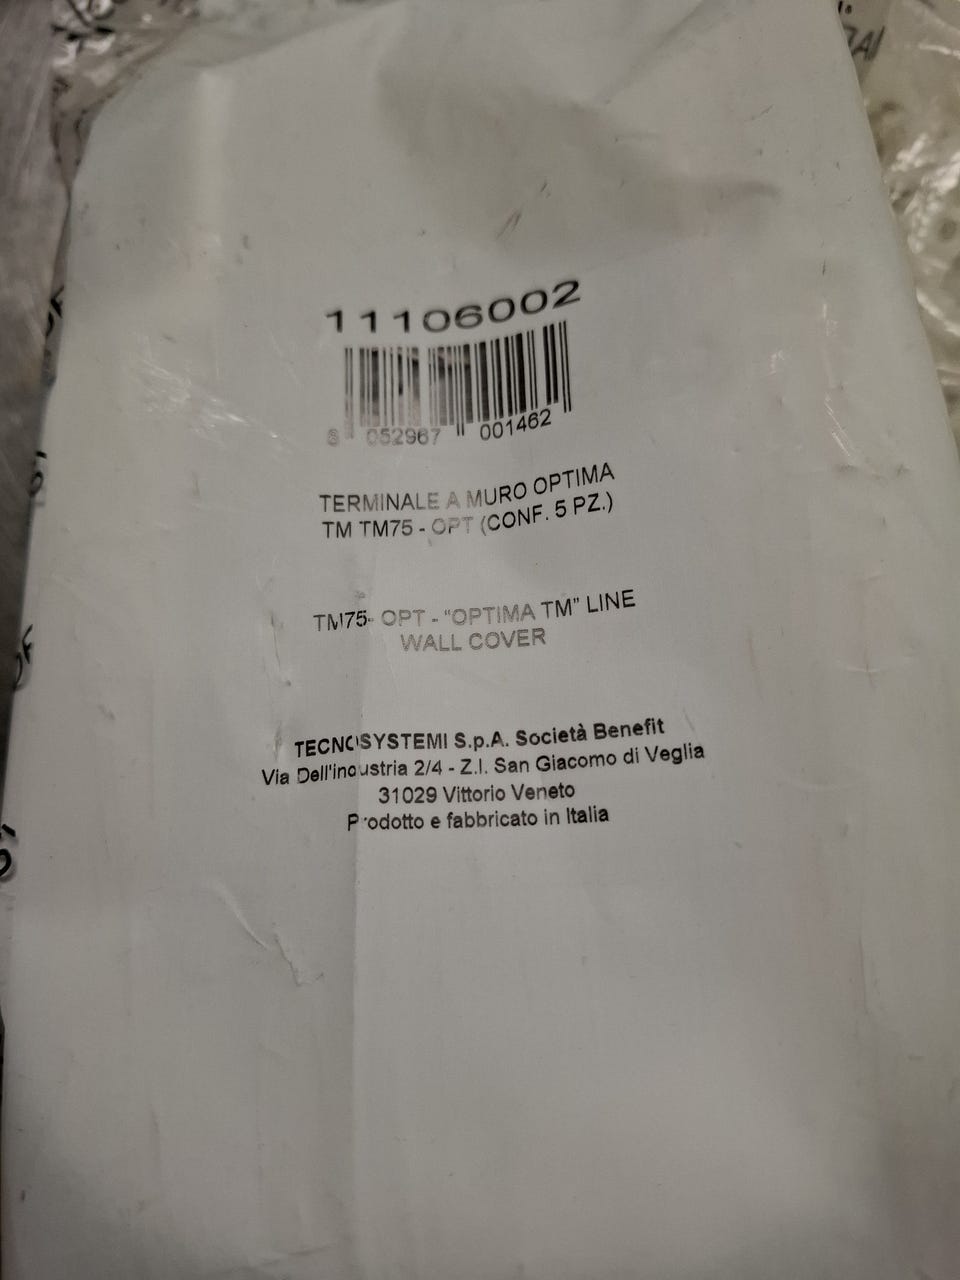 11106002
8 052967 001462
TERMINALE A MURO OPTIMA
TM TM75 - OPT (CONF. 5 PZ.)
TM75- OPT - "OPTIMA TM" LINE
WALL COVER
TECNOSYSTEMI S.p.A. Società Benefit
Via Dell'industria 2/4 - Z.I. San Giacomo di Veglia
31029 Vittorio Veneto
Prodotto e fabbricato in Italia